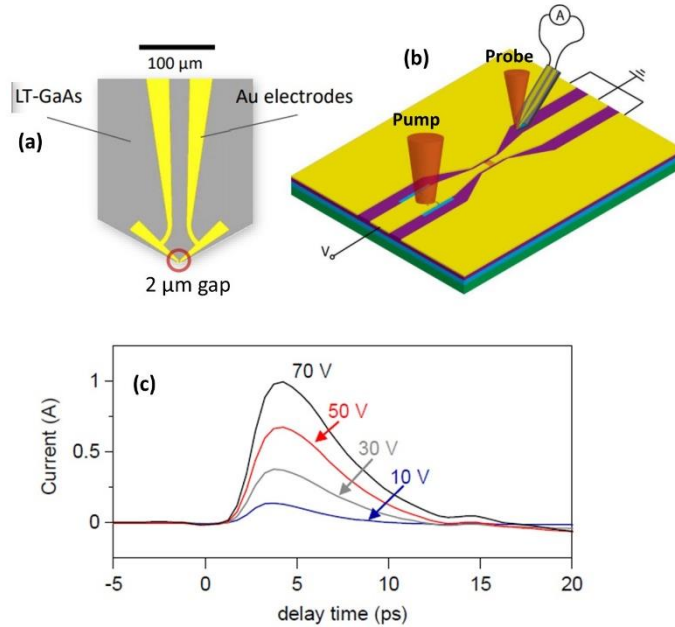 100 µm
LT-GaAs
Au electrodes
(a)
2 µm gap
(b)
A
Probe
Pump
V
(c)
70 V
50 V
30 V
10 V
Current (A)
1
0.5
0
-5 0 5 10 15 20
delay time (ps)